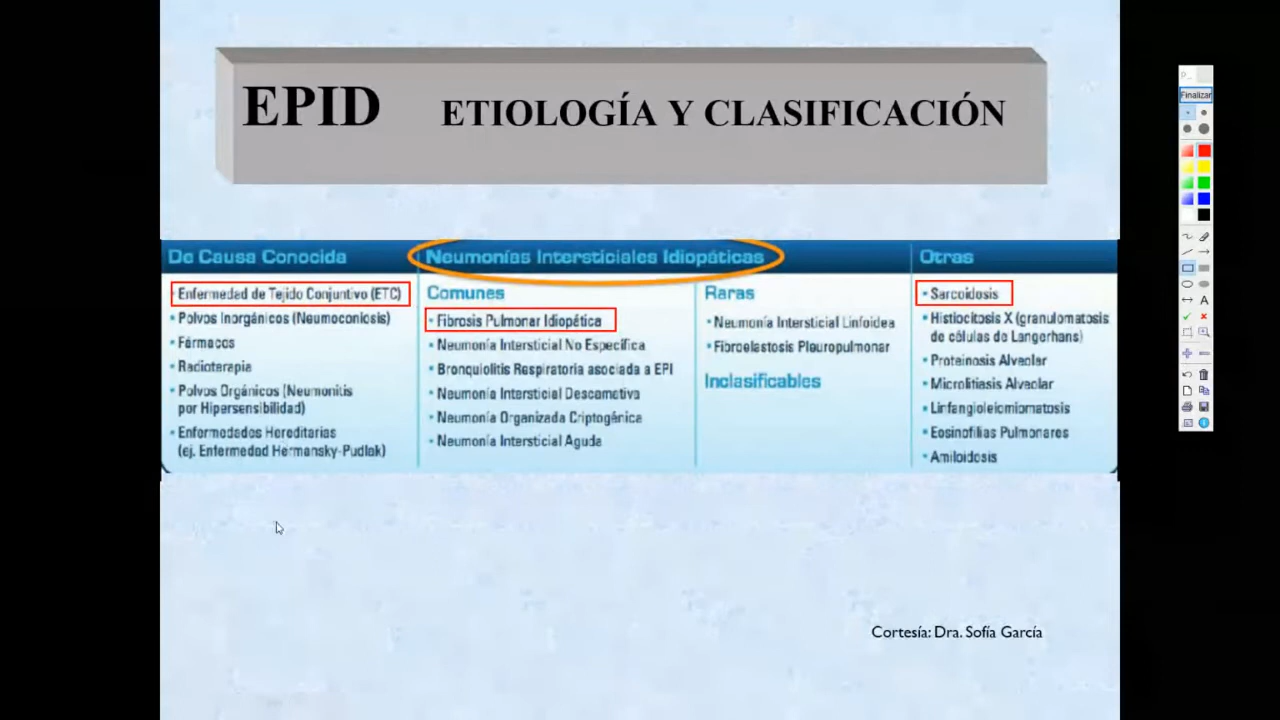 EPID ETIOLOGÍA Y CLASIFICACIÓN
Finalizar
De Causa Conocida
• Enfermedad de Tejido Conjuntivo (ETC)
• Polvos Inorgánicos (Neumoconiosis)
• Fármacos
• Radioterapia
• Polvos Orgánicos (Neumonitis
por Hipersensibilidad)
• Enfermedades Hereditarias
(ej. Enfermedad Hermansky-Pudlak)
Neumonías Intersticiales Idiopáticas
Comunes
• Fibrosis Pulmonar Idiopética
• Neumonía Intersticial No Específica
• Bronquiolitis Respiratoria asociada a EPI
• Neumonía Intersticial Descamativa
• Neumonía Organizada Criptogénica
• Neumonía Intersticial Aguda
Raras
• Neumonía Intersticial Linfoidea
• Fibroelastosis Pleuropulmonar
Inclasificables
Otras
• Sarcoidosis
• Histiocitosis X (granulomatosis
de células de Langerhans)
• Proteinosis Alveolar
• Microlitiasis Alveolar
• Linfangioleiomiomatosis
• Eosinofilias Pulmonares
• Amiloidosis
Cortesía: Dra. Sofía García